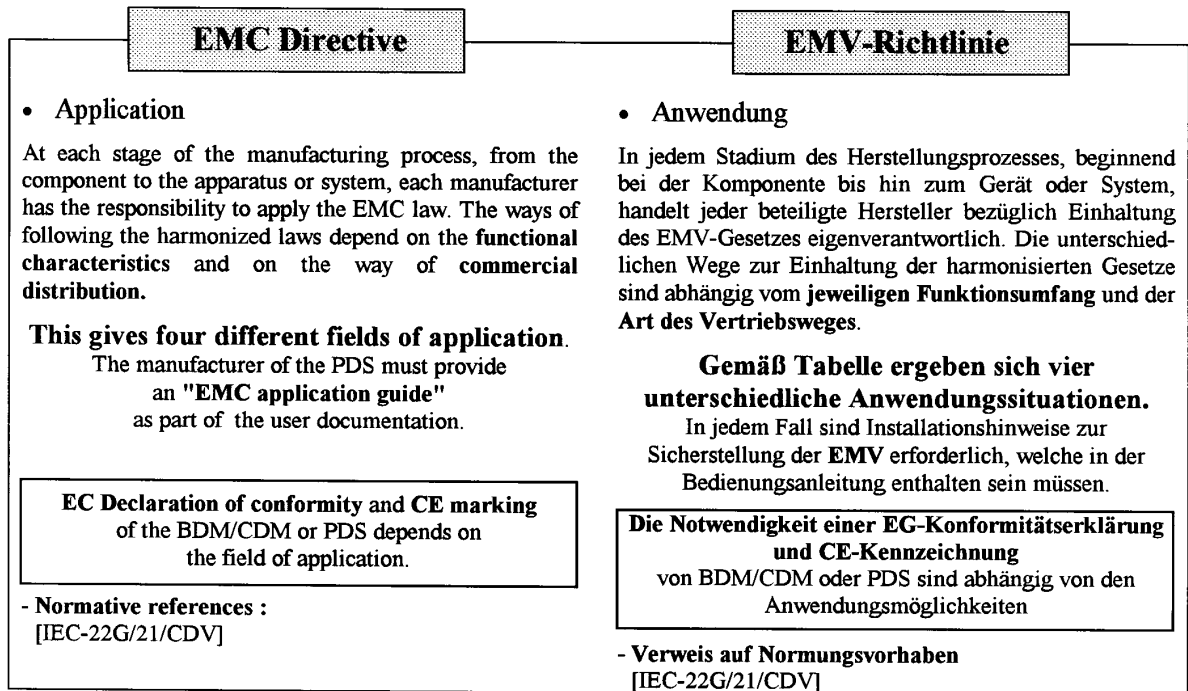 EMC Directive
• Application
At each stage of the manufacturing process, from the
component to the apparatus or system, each manufacturer
has the responsibility to apply the EMC law. The ways of
following the harmonized laws depend on the functional
characteristics and on the way of commercial
distribution.
This gives four different fields of application.
The manufacturer of the PDS must provide
an "EMC application guide"
as part of the user documentation.
EC Declaration of conformity and CE marking
of the BDM/CDM or PDS depends on
the field of application.
- Normative references :
[IEC-22G/21/CDV]
EMV-Richtlinie
• Anwendung
In jedem Stadium des Herstellungsprozesses, beginnend
bei der Komponente bis hin zum Gerät oder System,
handelt jeder beteiligte Hersteller bezüglich Einhaltung
des EMV-Gesetzes eigenverantwortlich. Die unterschied-
lichen Wege zur Einhaltung der harmonisierten Gesetze
sind abhängig vom jeweiligen Funktionsumfang und der
Art des Vertriebsweges.
Gemäß Tabelle ergeben sich vier
unterschiedliche Anwendungssituationen.
In jedem Fall sind Installationshinweise zur
Sicherstellung der EMV erforderlich, welche in der
Bedienungsanleitung enthalten sein müssen.
Die Notwendigkeit einer EG-Konformitätserklärung
und CE-Kennzeichnung
von BDM/CDM oder PDS sind abhängig von den
Anwendungsmöglichkeiten
- Verweis auf Normungsvorhaben
[IEC-22G/21/CDV]